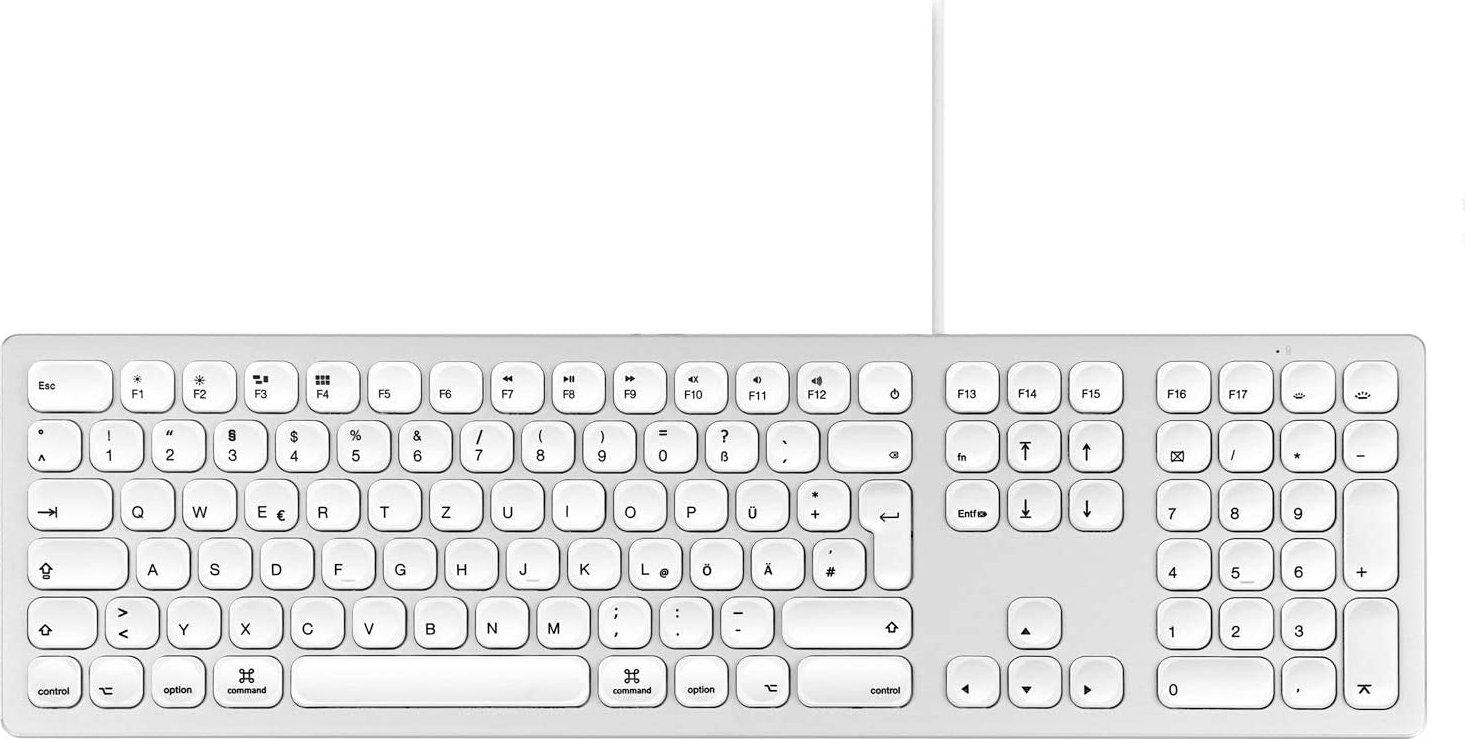 Esc F1 F2 F3 F4 F5 F6 F7 F8 F9 F10 F11 F12 F13 F14 F15 F16 F17
° ! “ § $ % & / ( ) = ? `
^ 1 2 3 4 5 6 7 8 9 0 ß ´ fn / * −
Q W E € R T Z U I O P Ü * + Entf 7 8 9
A S D F G H J K L @ Ö Ä ' # 4 5 6 +
> ; : _
< Y X C V B N M , . - 1 2 3
control option command command option control 0 ,